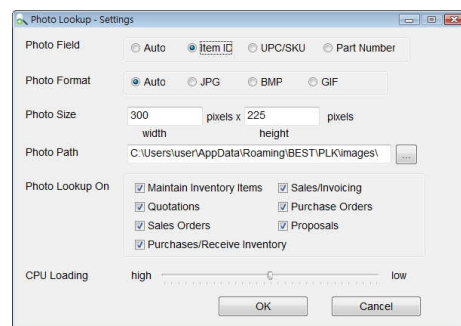 Photo Lookup - Settings
Photo Field Auto Item ID UPC/SKU Part Number
Photo Format Auto JPG BMP GIF
Photo Size 300 pixels x 225 pixels
width height
Photo Path C:\Users\user\AppData\Roaming\BEST\PLK\images\ ...
Photo Lookup On Maintain Inventory Items Sales/Invoicing
Quotations Purchase Orders
Sales Orders Proposals
Purchases/Receive Inventory
CPU Loading high low
OK Cancel